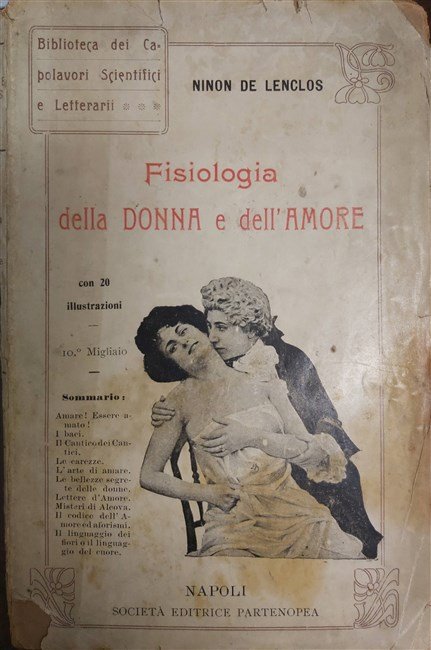 Biblioteca dei Ca-
polavori Scientifici
e Letterarii ***
NINON DE LENCLOS
Fisiologia
della DONNA e dell'AMORE
con 20
illustrazioni
10.º Migliaio
Sommario:
Amare! Essere a-
mato!
I baci.
Il Cantico dei Can-
tici.
Le carezze.
L'arte di amare.
Le bellezze segre-
te delle donne.
Lettere d'Amore.
Misteri di Alcova.
Il codice dell'A-
more ed aforismi.
Il linguaggio dei
fiori o il linguag-
gio del cuore.
NAPOLI
SOCIETÀ EDITRICE PARTENOPEA